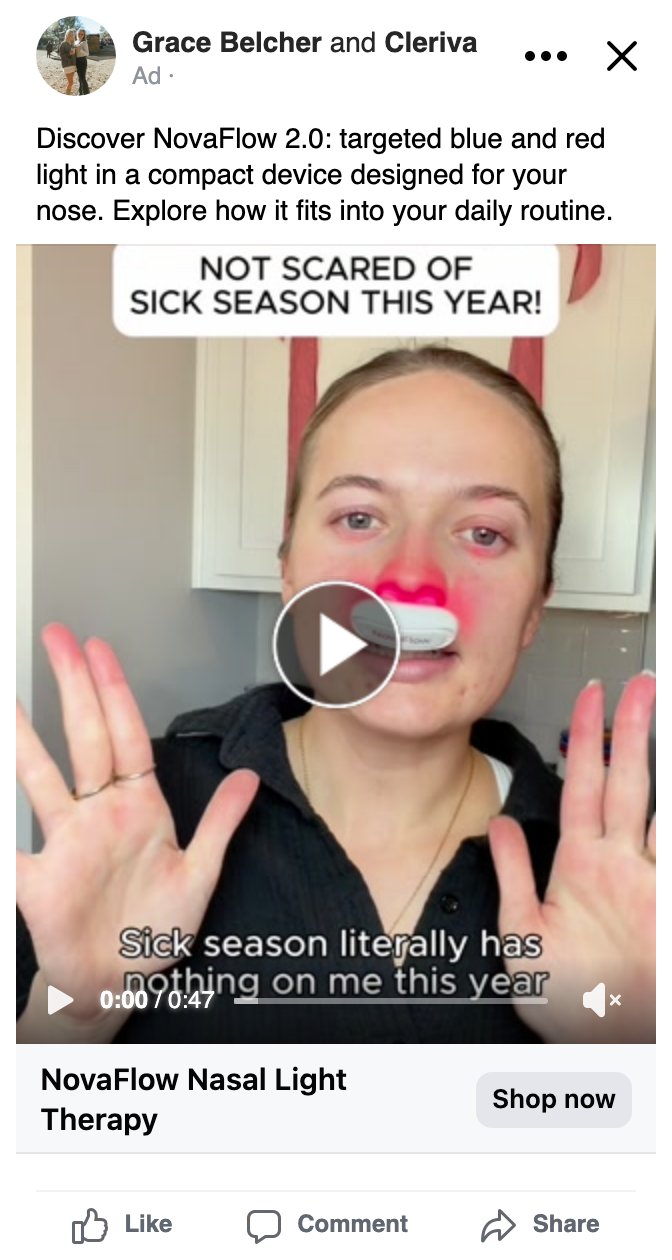 Grace Belcher and Cleriva
Ad ·
Discover NovaFlow 2.0: targeted blue and red
light in a compact device designed for your
nose. Explore how it fits into your daily routine.
NOT SCARED OF
SICK SEASON THIS YEAR!
Sick season literally has
nothing on me this year
0:00 / 0:47
NovaFlow Nasal Light
Therapy
Shop now
Like
Comment
Share